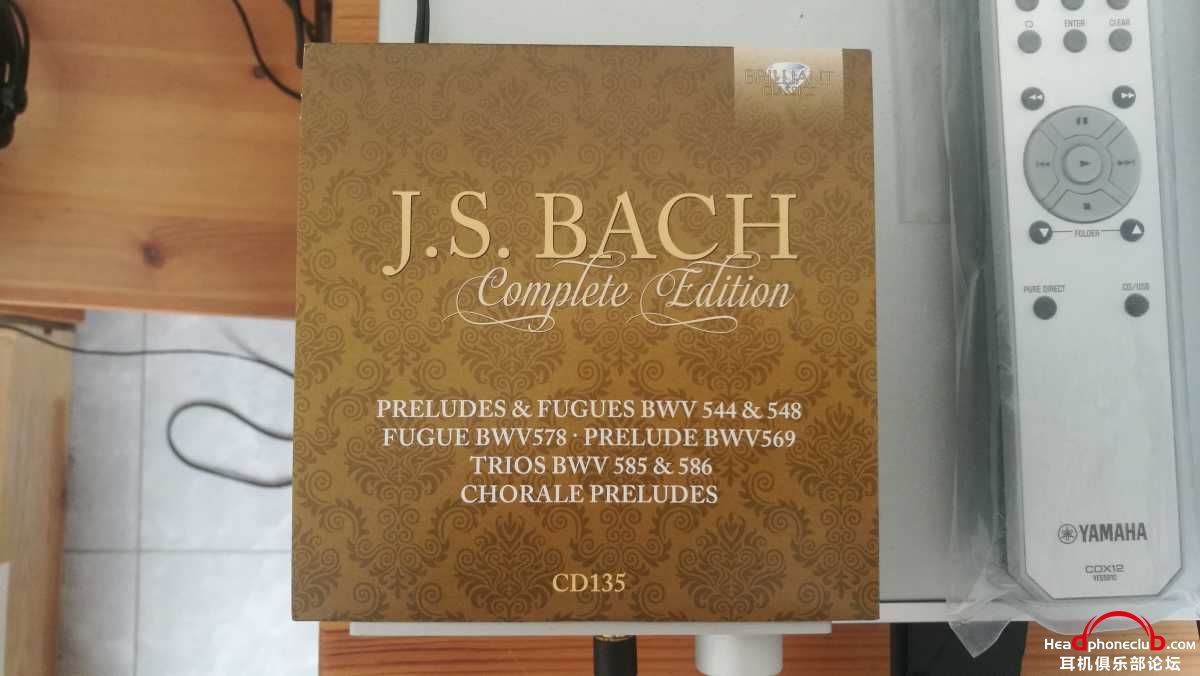 BRILLIANT
CLASSICS
J.S. BACH
Complete Edition
PRELUDES & FUGUES BWV 544 & 548
FUGUE BWV578 · PRELUDE BWV569
TRIOS BWV 585 & 586
CHORALE PRELUDES
CD135
ENTER
CLEAR
FOLDER
PURE DIRECT
CD/USB
YAMAHA
CDX12
HeadphoneclubD.com
耳机俱乐部论坛